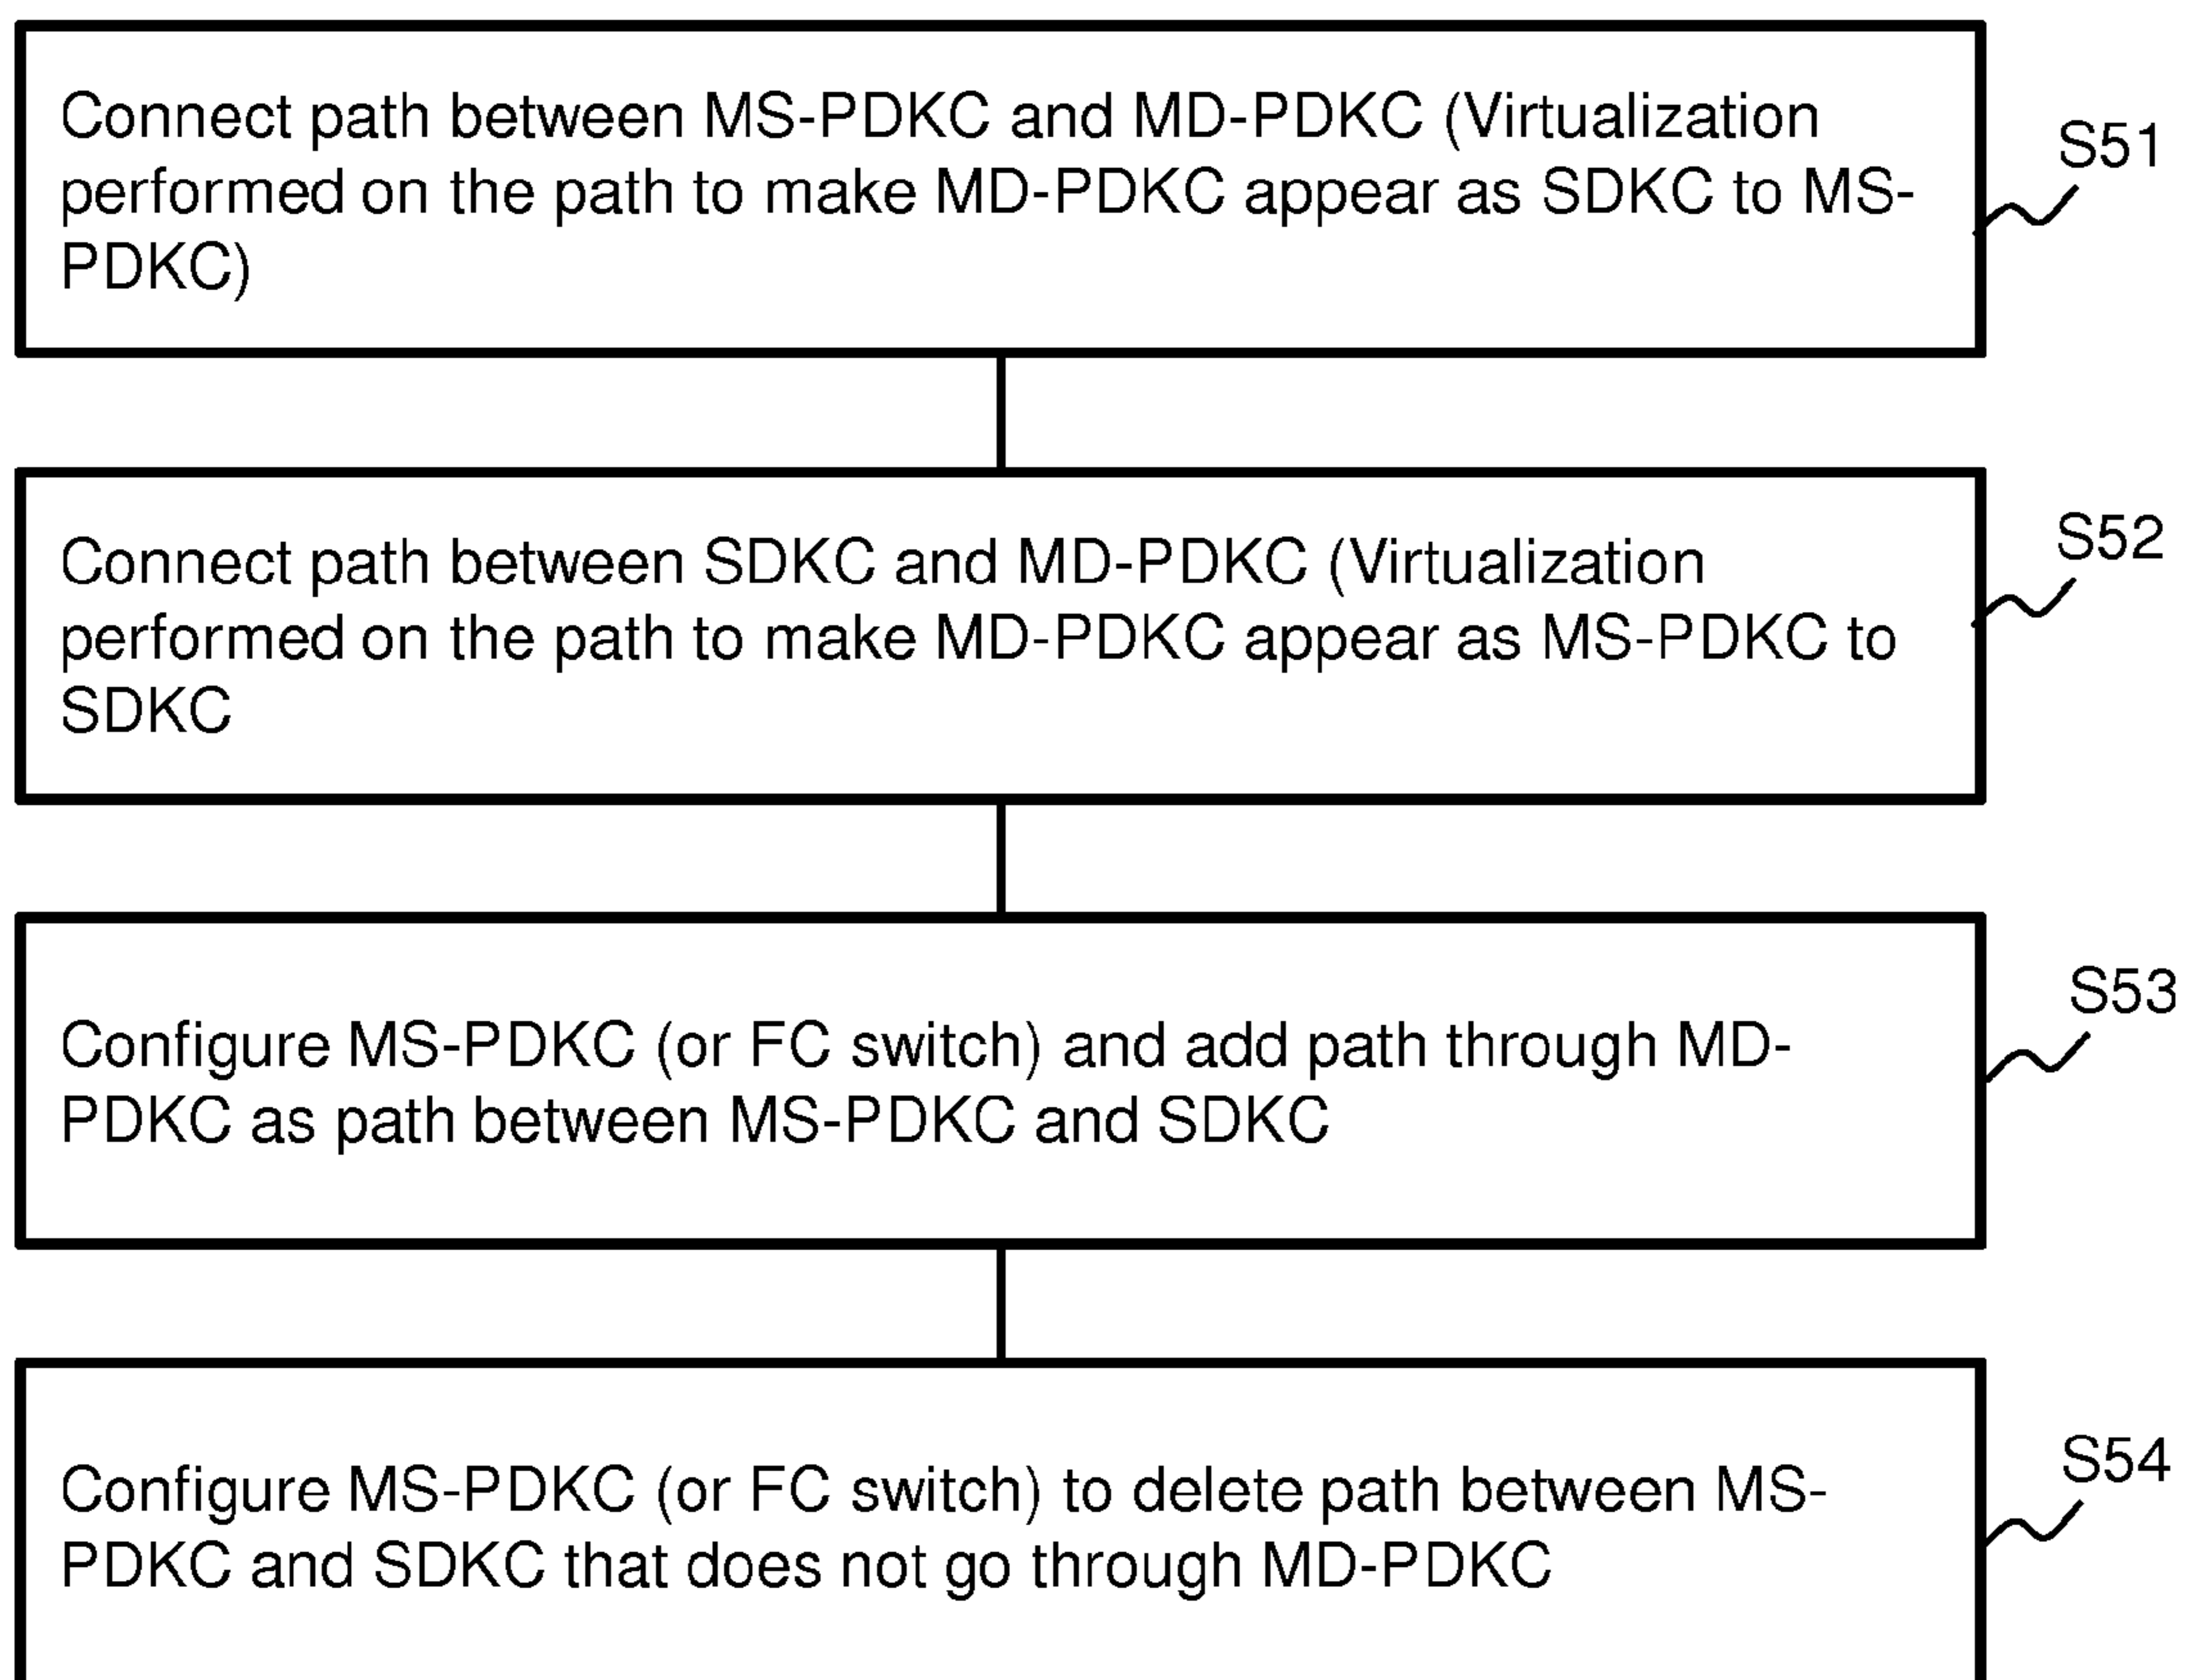 Connect path between MS-PDKC and MD-PDKC (Virtualization
performed on the path to make MD-PDKC appear as SDKC to MS-
PDKC)
S51
Connect path between SDKC and MD-PDKC (Virtualization
performed on the path to make MD-PDKC appear as MS-PDKC to
SDKC
S52
Configure MS-PDKC (or FC switch) and add path through MD-
PDKC as path between MS-PDKC and SDKC
S53
Configure MS-PDKC (or FC switch) to delete path between MS-
PDKC and SDKC that does not go through MD-PDKC
S54